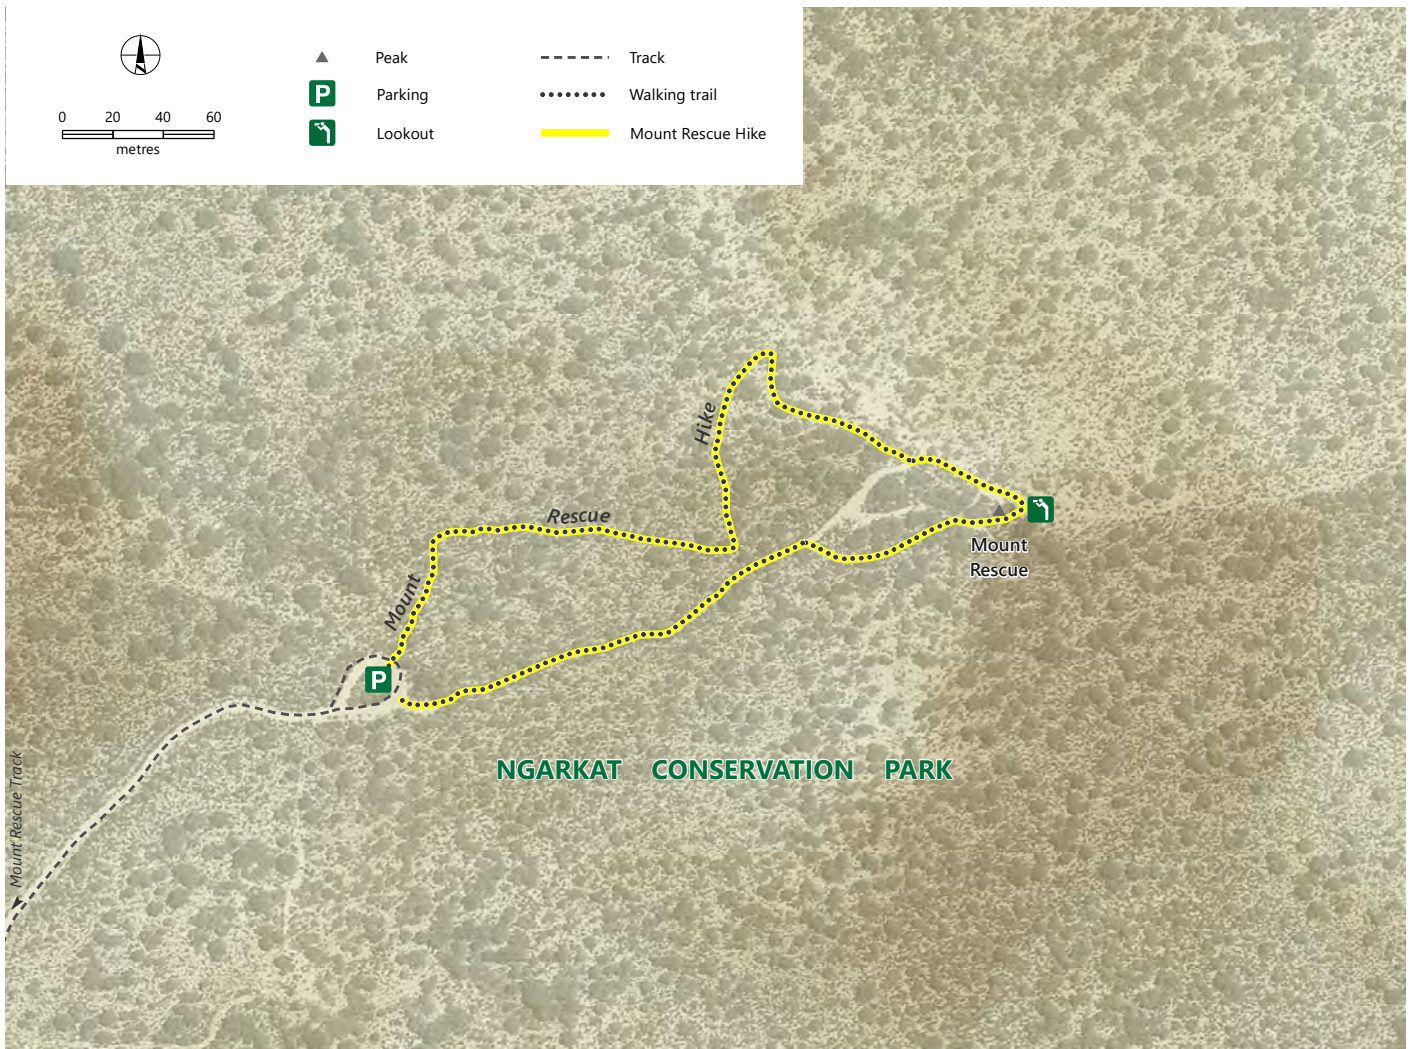 N
0 20 40 60
metres
Peak
Parking
Lookout
Track
Walking trail
Mount Rescue Hike
P
P
Hike
Rescue
Mount
Mount
Rescue
P
NGARKAT CONSERVATION PARK
Mount Rescue Track